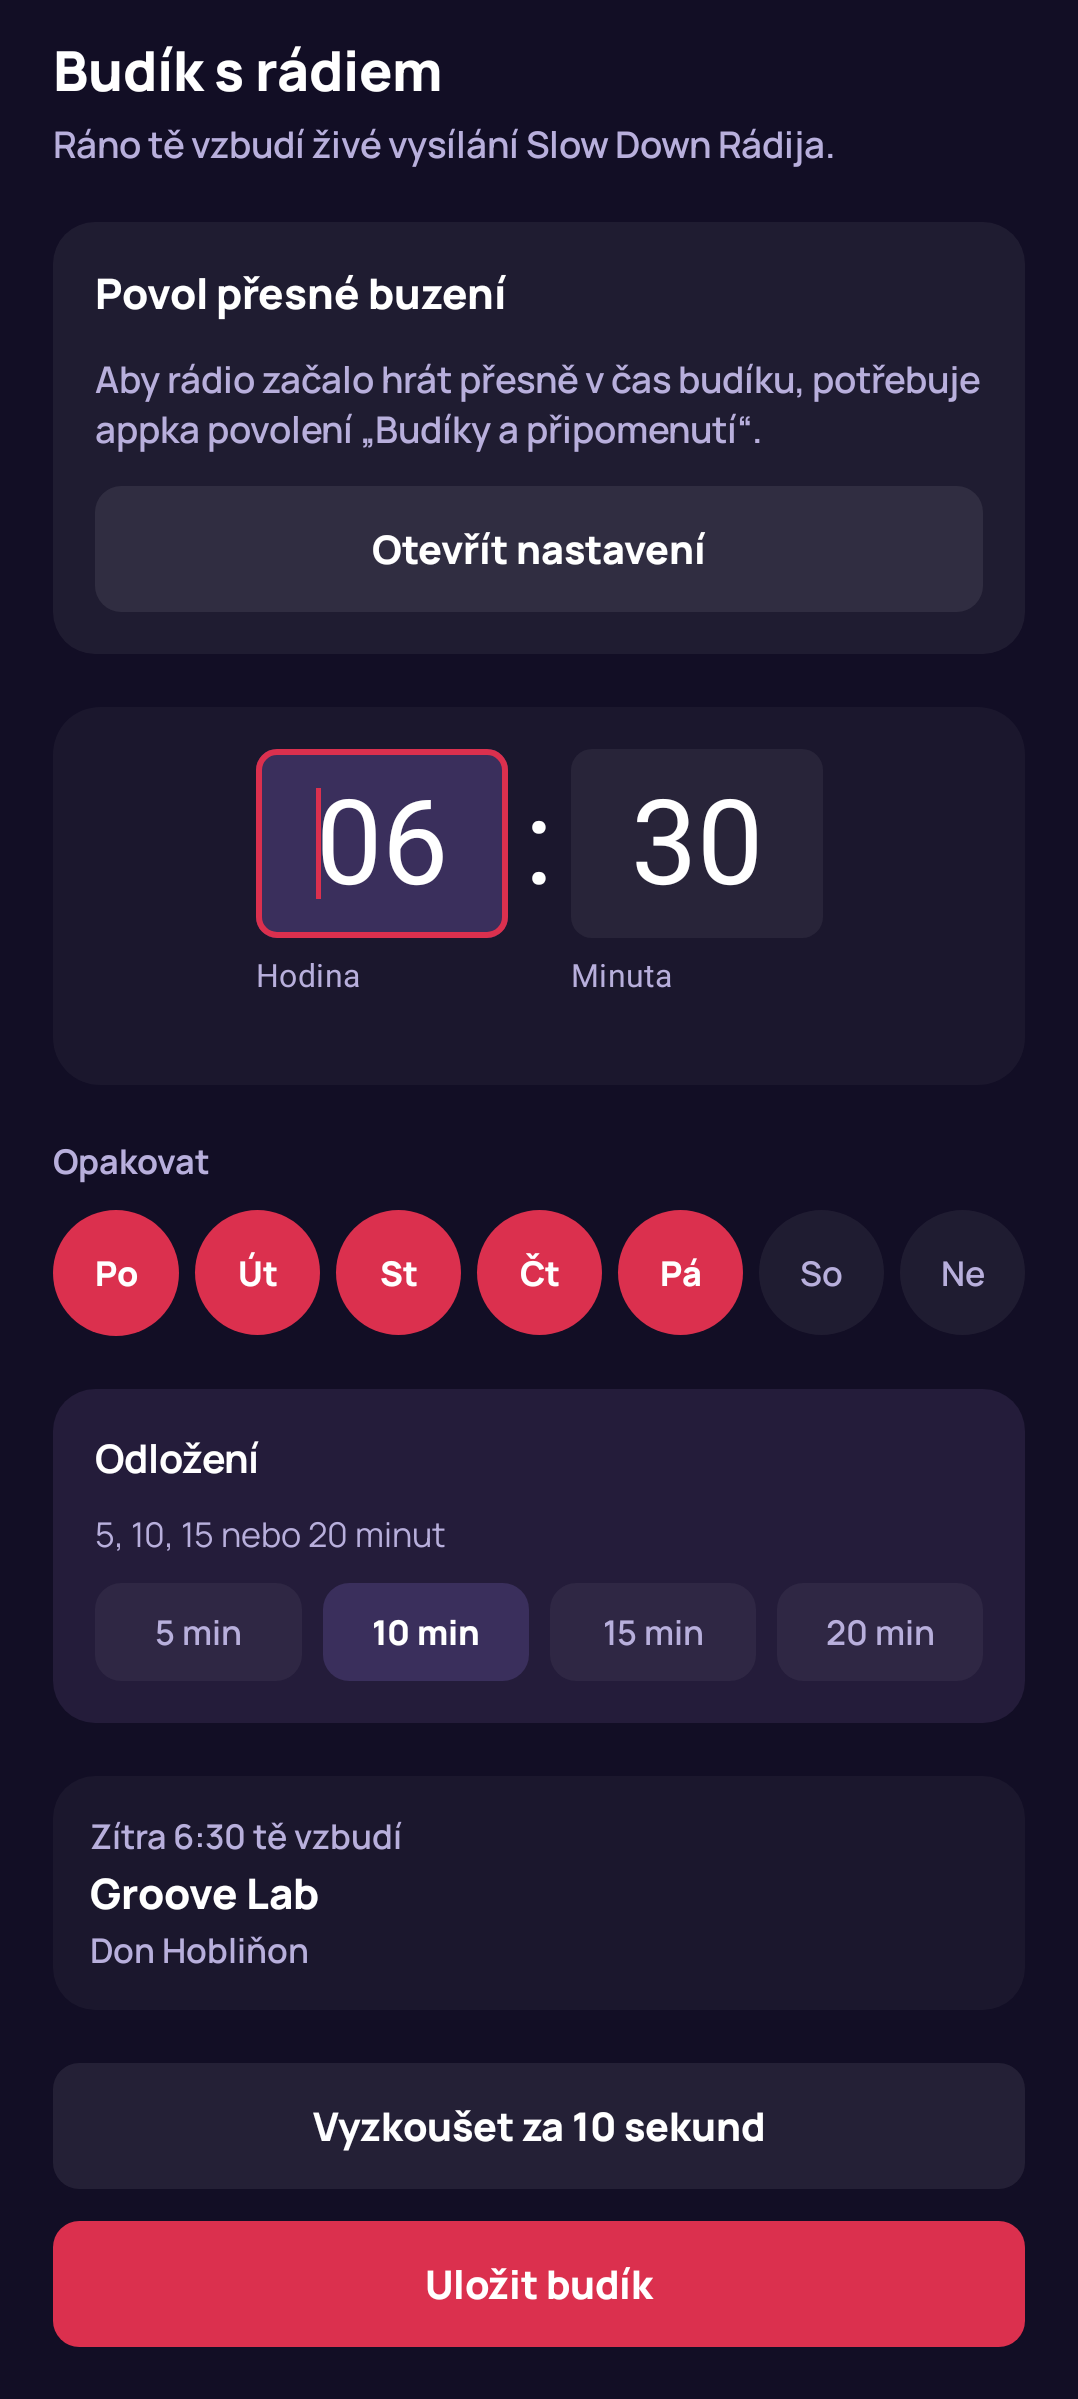 Budík s rádiem
Ráno tě vzbudí živé vysílání Slow Down Rádija.
Povol přesné buzení
Aby rádio začalo hrát přesně v čas budíku, potřebuje
appka povolení „Budíky a připomenutí“.
Otevřít nastavení
06 : 30
Hodina Minuta
Opakovat
Po Út St Čt Pá So Ne
Odložení
5, 10, 15 nebo 20 minut
5 min 10 min 15 min 20 min
Zítra 6:30 tě vzbudí
Groove Lab
Don Hobliňon
Vyzkoušet za 10 sekund
Uložit budík